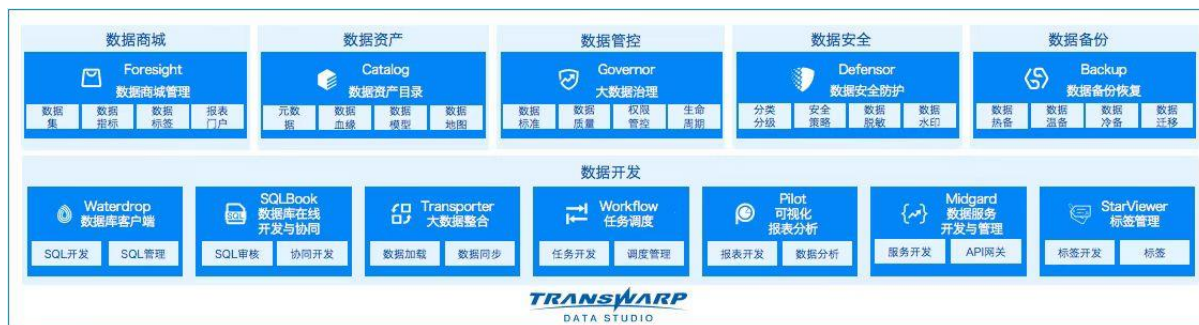 数据商城
Foresight
数据商城管理
数据集
数据指标
数据标签
报表门户
数据资产
Catalog
数据资产目录
元数据
数据血缘
数据模型
数据地图
数据管控
Governor
大数据治理
数据标准
数据质量
权限管控
生命周期
数据安全
Defensor
数据安全防护
分类分级
安全策略
数据脱敏
数据水印
数据备份
Backup
数据备份恢复
数据热备
数据温备
数据冷备
数据迁移
数据开发
Waterdrop
数据库客户端
SQL开发
SQL管理
SQLBook
数据库在线
开发与协同
SQL
SQL审核
协同开发
Transporter
大数据整合
数据加载
数据同步
Workflow
任务调度
任务开发
调度管理
Pilot
可视化
报表分析
报表开发
数据分析
Midgard
数据服务
开发与管理
服务开发
API网关
StarViewer
标签管理
标签开发
标签
TRANSWARP
DATA STUDIO